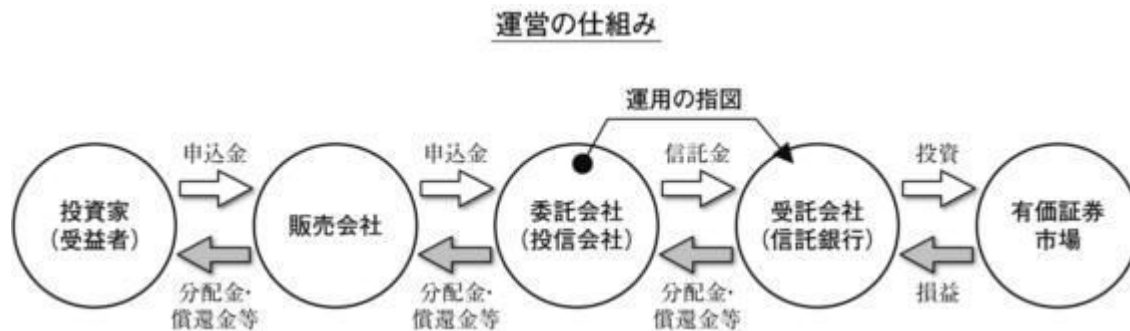 運営の仕組み
運用の指図
申込金
申込金
信託金
投資
投資家
(受益者)
販売会社
委託会社
(投信会社)
受託会社
(信託銀行)
有価証券
市場
分配金・
償還金等
分配金・
償還金等
分配金・
償還金等
損益